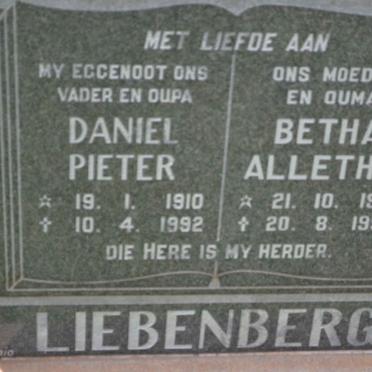 MET LIEFDE AAN
MY EGGENOOT ONS
VADER EN OUPA
DANIEL
PIETER
☆ 19. 1. 1910
✝ 10. 4. 1992
ONS MOED
EN OUMA
BETHA
ALLETH
☆ 21. 10. 19
✝ 20. 8. 199
DIE HERE IS MY HERDER.
LIEBENBERG